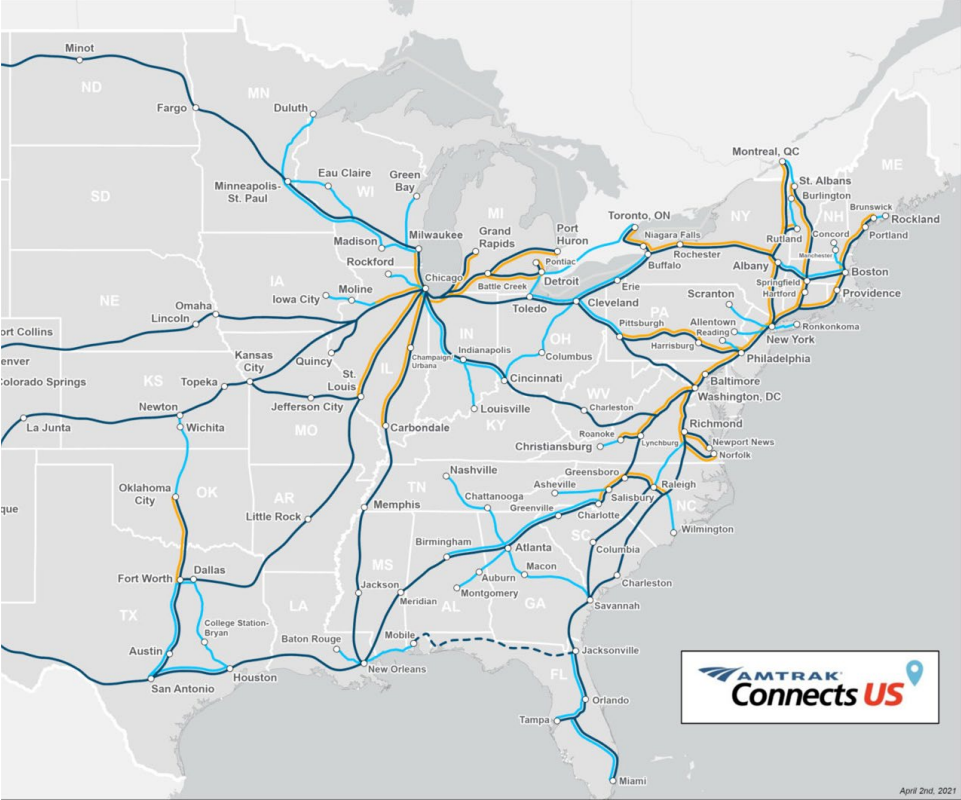 Minot
ND
MN
Fargo
Duluth
Montreal, QC
ME
Eau Claire
WI
Green
Bay
St. Albans
Burlington
Minneapolis-
St. Paul
SD
Brunswick
Rockland
NH
Concord
Portland
MI
Toronto, ON
NY
Niagara Falls
Rutland
Manchester
Milwaukee
Grand
Rapids
Port
Huron
Madison
Rockford
Rochester
Buffalo
Albany
Boston
Pontiac
Chicago
Battle Creek
Detroit
Springfield
Hartford
Providence
IA
Moline
Iowa City
Erie
Scranton
NE
Omaha
Lincoln
Toledo
Cleveland
PA
Allentown
Reading
Ronkonkoma
New York
IN
Indianapolis
OH
Pittsburgh
Harrisburg
Philadelphia
ort Collins
enver
Kansas
City
Quincy
St.
Louis
IL
Champaign-
Urbana
Columbus
Cincinnati
Baltimore
Washington, DC
olorado Springs
KS
Topeka
Jefferson City
WV
Charleston
Newton
Louisville
KY
Richmond
La Junta
Wichita
MO
Carbondale
Roanoke
Christiansburg
Lynchburg
Newport News
Norfolk
Nashville
Greensboro
Oklahoma
City
OK
TN
Chattanooga
Asheville
Raleigh
Salisbury
Greenville
Charlotte
NC
AR
que
Little Rock
Memphis
Wilmington
Birmingham
SC
Atlanta
Columbia
MS
Fort Worth
Dallas
Macon
Auburn
Montgomery
Charleston
Jackson
Meridian
AL
GA
Savannah
TX
LA
College Station-
Bryan
Baton Rouge
Mobile
Austin
Jacksonville
New Orleans
Houston
San Antonio
FL
Orlando
Tampa
Miami
AMTRAK
Connects US
April 2nd, 2021